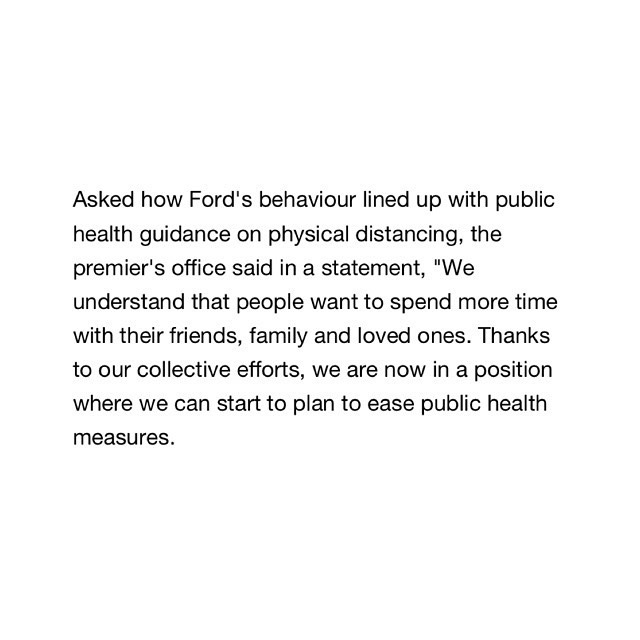 Asked how Ford's behaviour lined up with public
health guidance on physical distancing, the
premier's office said in a statement, "We
understand that people want to spend more time
with their friends, family and loved ones. Thanks
to our collective efforts, we are now in a position
where we can start to plan to ease public health
measures.